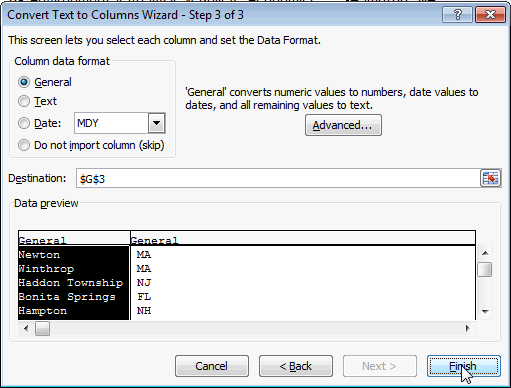 Convert Text to Columns Wizard - Step 3 of 3
This screen lets you select each column and set the Data Format.
Column data format
General
Text
Date: MDY
Do not import column (skip)
'General' converts numeric values to numbers, date values to
dates, and all remaining values to text.
Advanced...
Destination: $G$3
Data preview
General General
Newton MA
Winthrop MA
Haddon Township NJ
Bonita Springs FL
Hampton NH
Cancel < Back Next > Finish